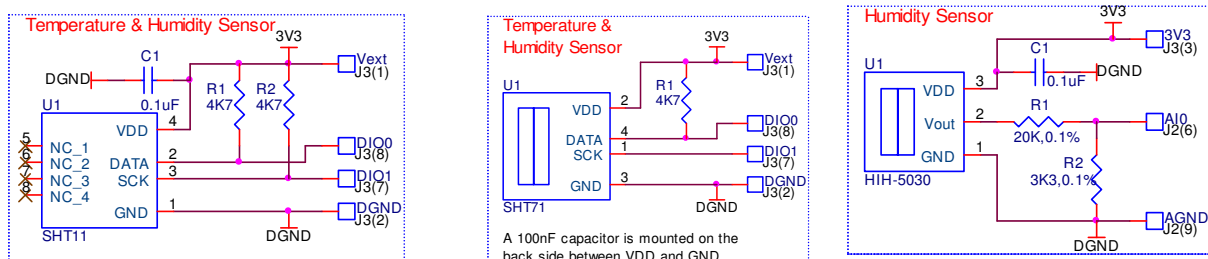 Temperature & Humidity Sensor
3V3
C1
Vext
J3(1)
DGND
0.1uF
R1
4K7
R2
4K7
U1
VDD
4
5
NC_1
6
NC_2
7
NC_3
8
NC_4
DATA
2
SCK
3
GND
1
DIO0
J3(8)
DIO1
J3(7)
DGND
J3(2)
DGND
SHT11
Temperature &
Humidity Sensor
3V3
Vext
J3(1)
U1
R1
4K7
VDD
2
DATA
4
SCK
1
GND
3
DIO0
J3(8)
DIO1
J3(7)
DGND
J3(2)
DGND
SHT71
A 100nF capacitor is mounted on the
back side between VDD and GND
Humidity Sensor
3V3
3V3
J3(3)
C1
0.1uF
DGND
U1
VDD
3
Vout
2
GND
1
R1
20K,0.1%
AI0
J2(6)
R2
3K3,0.1%
HIH-5030
AGND
J2(9)
DGND